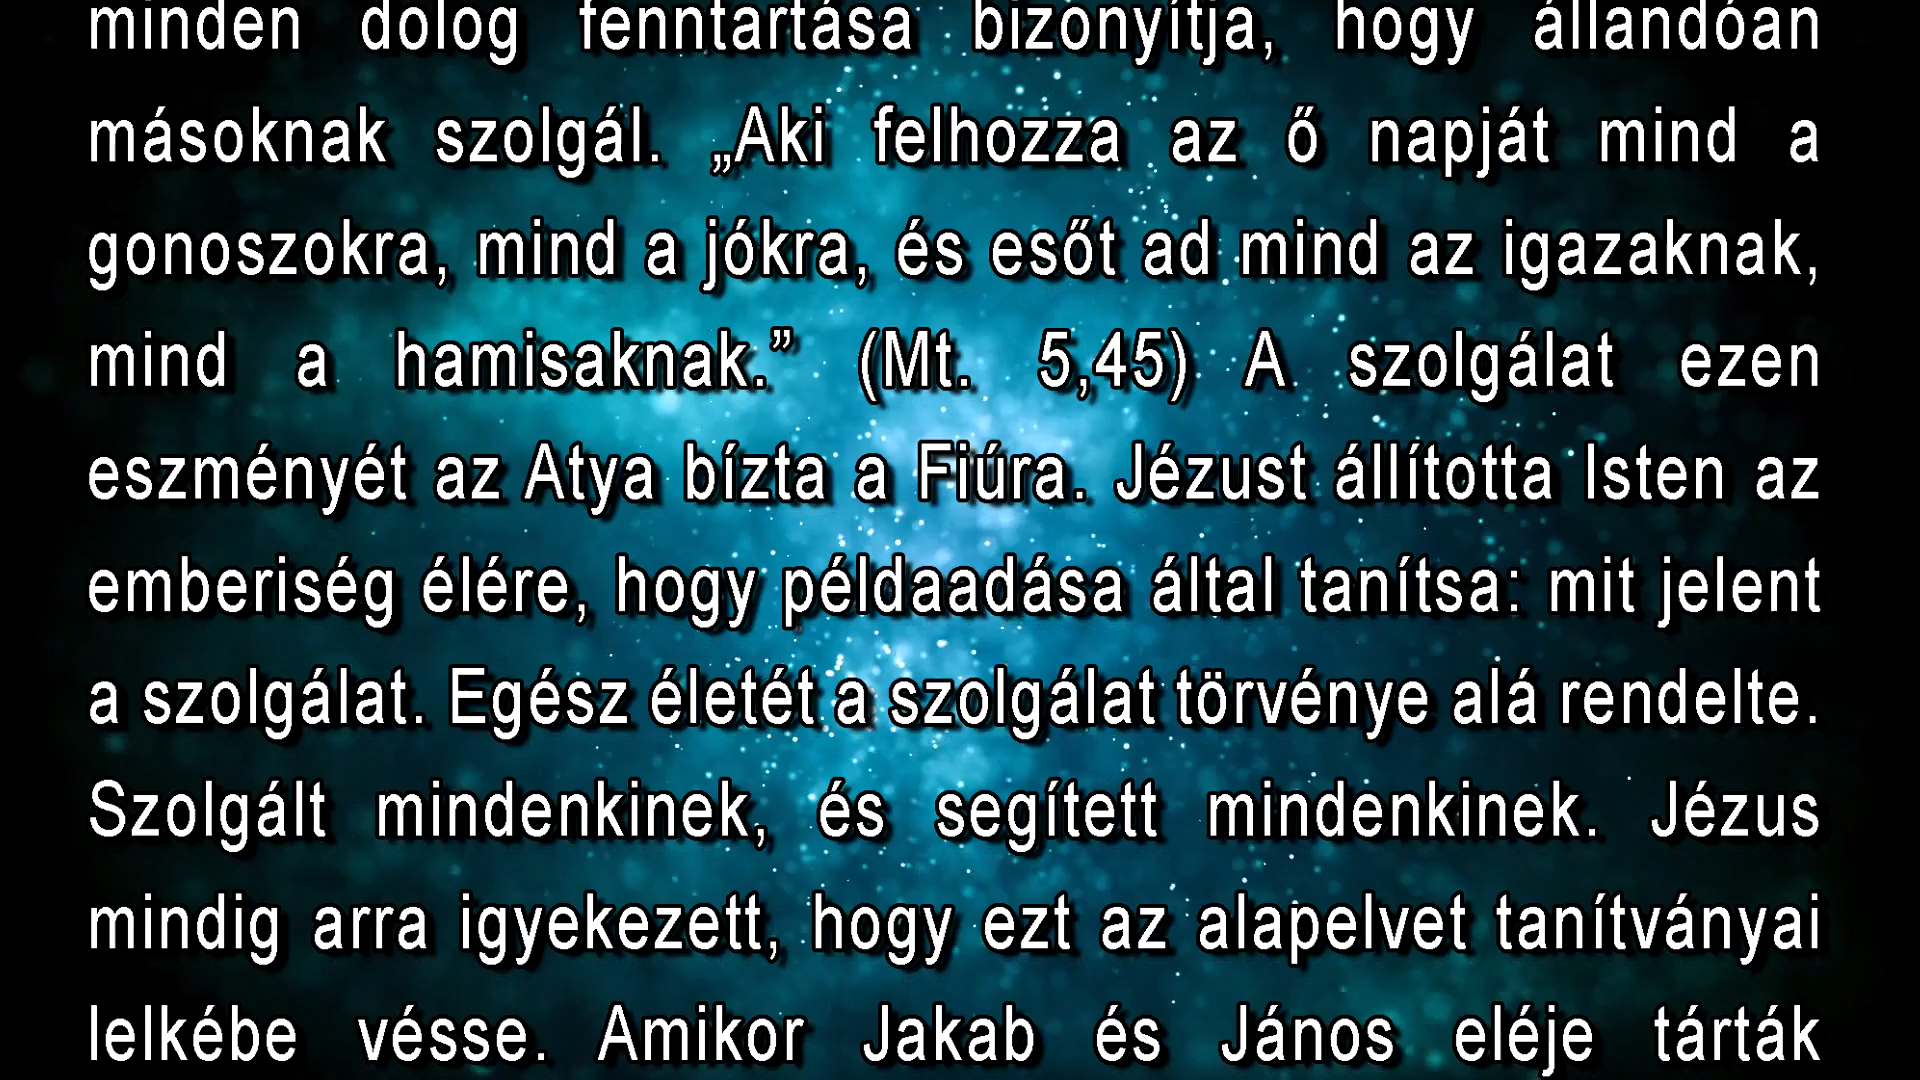 minden dolog fenntartása bizonyítja, hogy állandóan
másoknak szolgál. „Aki felhozza az ő napját mind a
gonoszokra, mind a jókra, és esőt ad mind az igazaknak,
mind a hamisaknak.” (Mt. 5,45) A szolgálat ezen
eszményét az Atya bízta a Fiúra. Jézust állította Isten az
emberiség élére, hogy példaadása által tanítsa: mit jelent
a szolgálat. Egész életét a szolgálat törvénye alá rendelte.
Szolgált mindenkinek, és segített mindenkinek. Jézus
mindig arra igyekezett, hogy ezt az alapelvet tanítványai
lelkébe vésse. Amikor Jakab és János eléje tárták